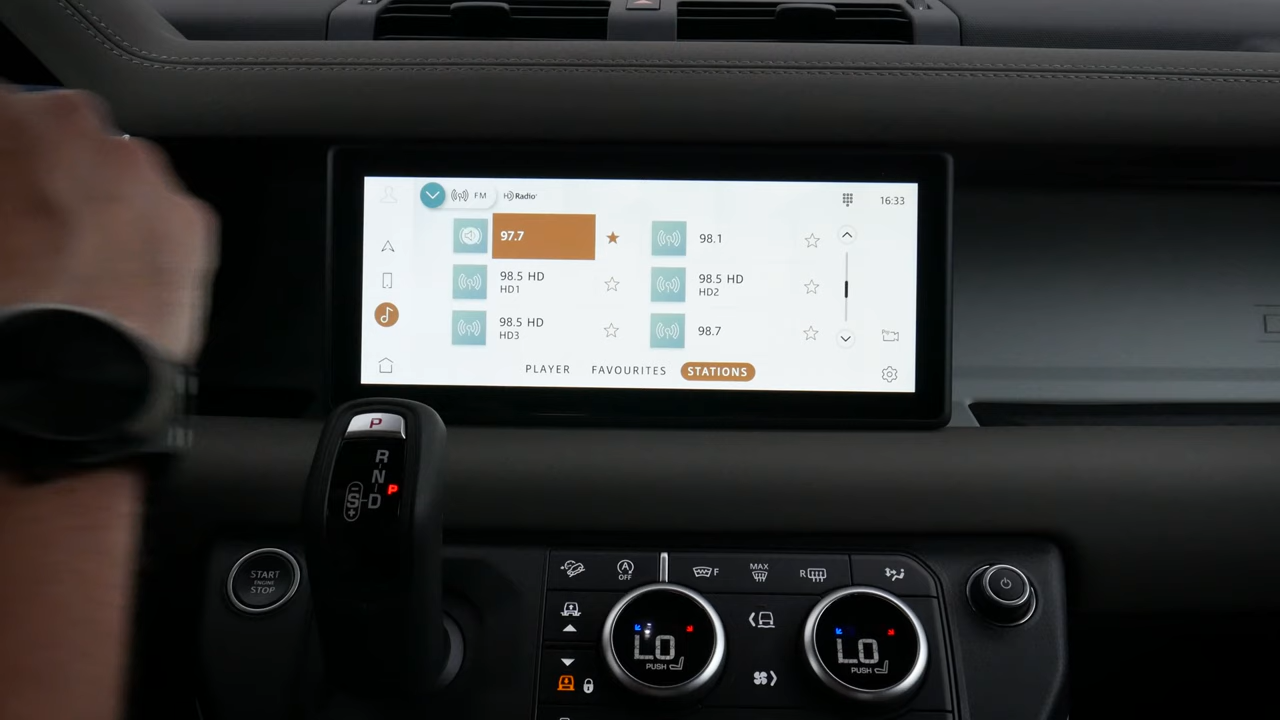 FM HD Radio 16:33
97.7 98.1
98.5 HD 98.5 HD
HD1 HD2
98.5 HD 98.7
HD3
PLAYER FAVOURITES STATIONS
P
R
N
P
S D
START
ENGINE
STOP
A
OFF
F
MAX
R
LO LO
PUSH PUSH